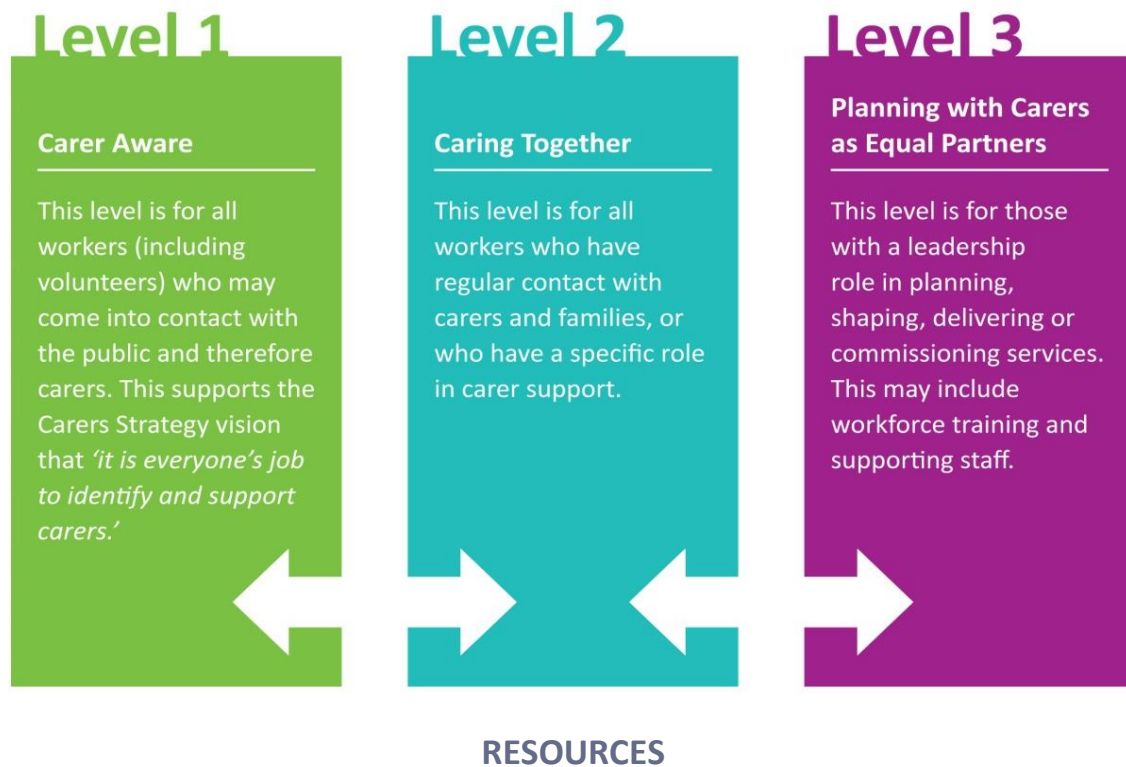 Level 1
Carer Aware
This level is for all
workers (including
volunteers) who may
come into contact with
the public and therefore
carers. This supports the
Carers Strategy vision
that ‘it is everyone’s job
to identify and support
carers.’
Level 2
Caring Together
This level is for all
workers who have
regular contact with
carers and families, or
who have a specific role
in carer support.
Level 3
Planning with Carers
as Equal Partners
This level is for those
with a leadership
role in planning,
shaping, delivering or
commissioning services.
This may include
workforce training and
supporting staff.
RESOURCES